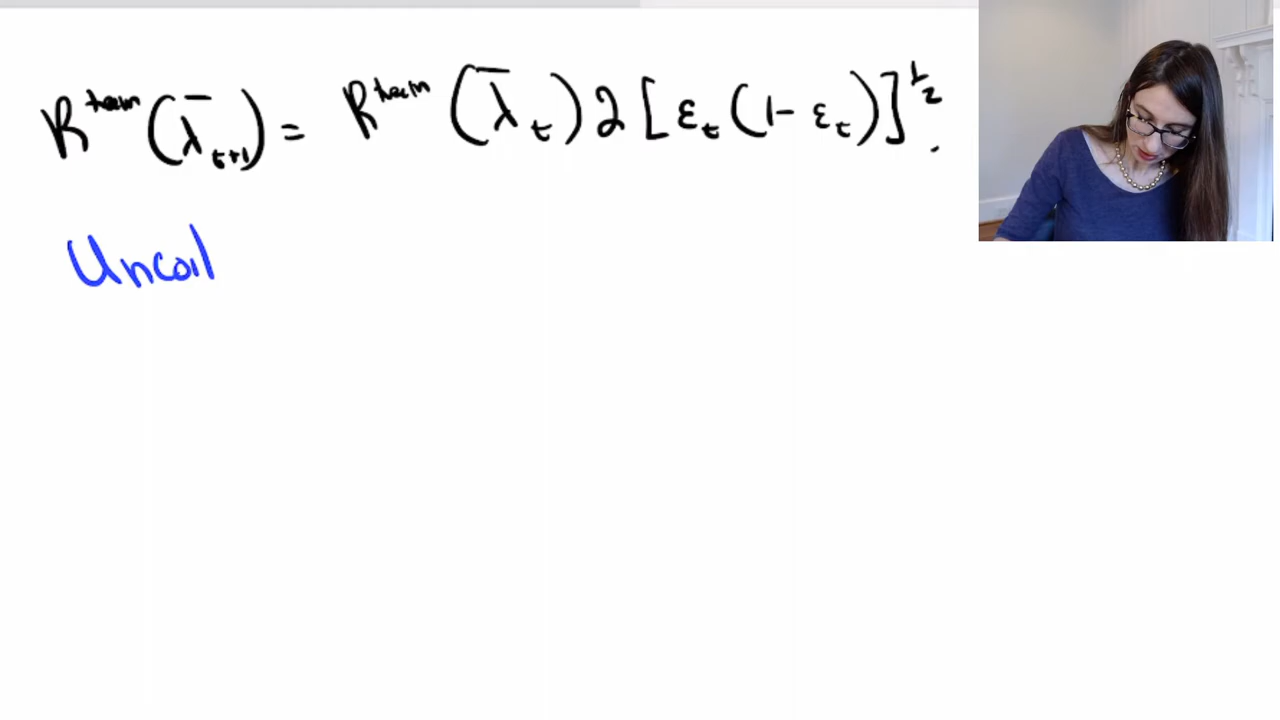 R^train(λ̄_{t+1}) = R^train(λ̄_t) 2 [ε_t (1 - ε_t)]^{1/2}.
Uncoil